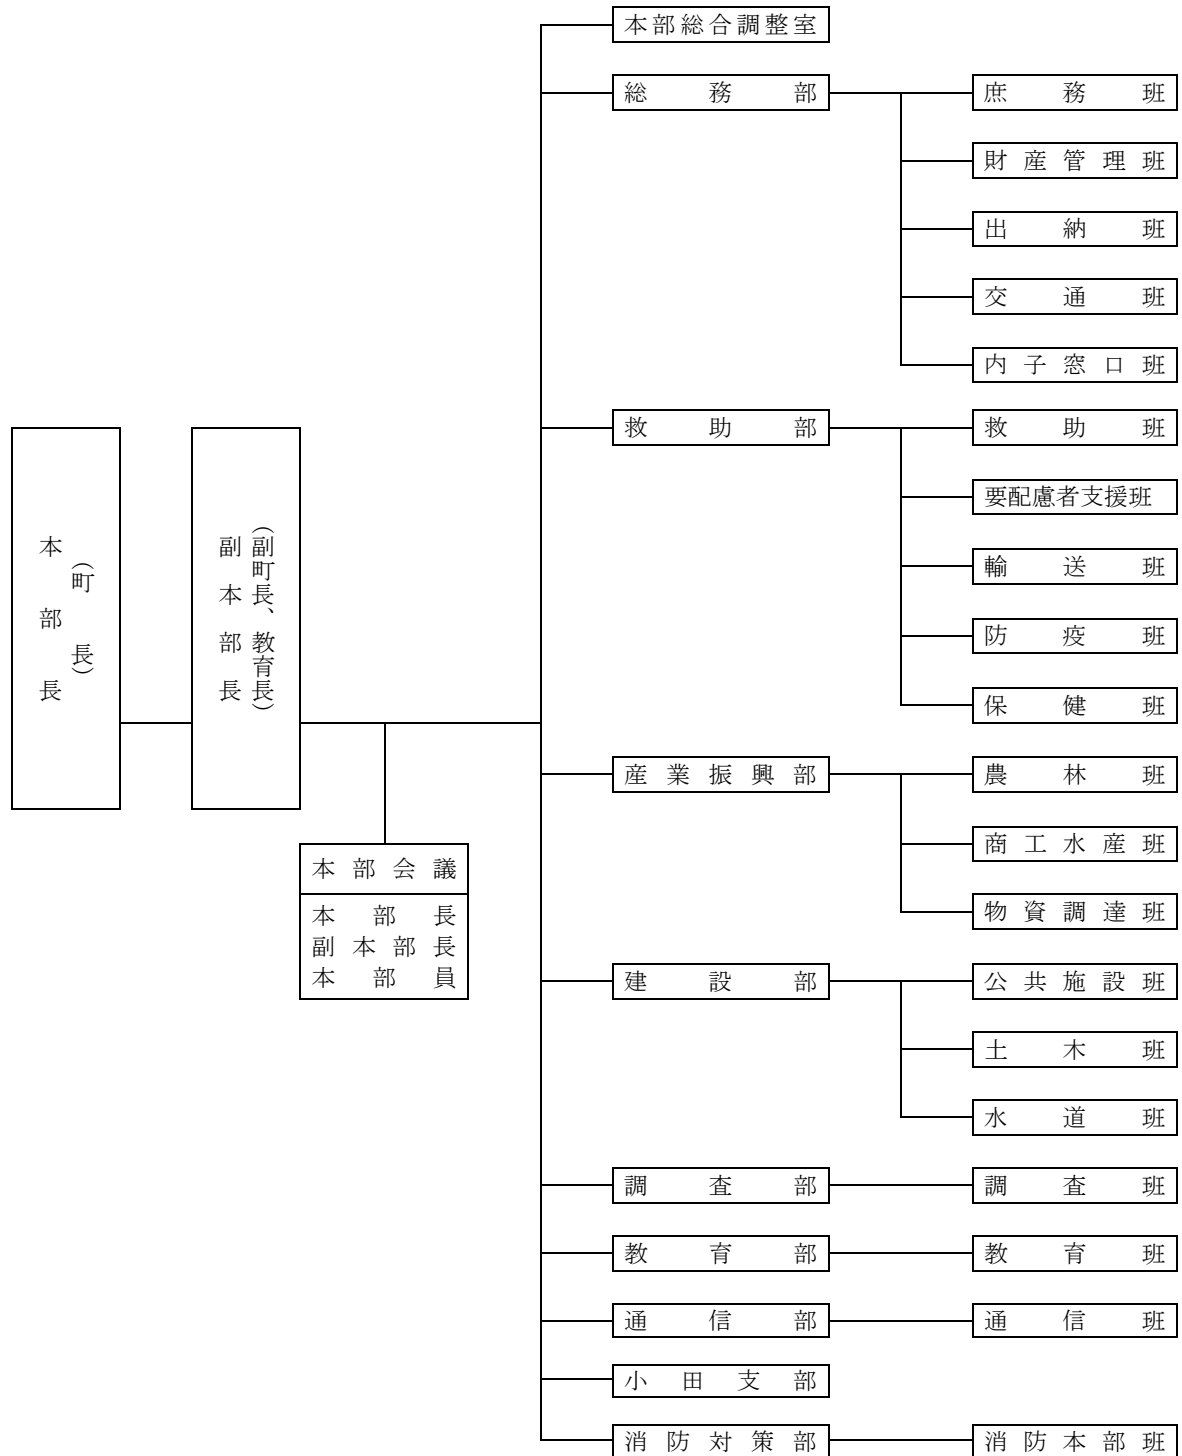 本部長
(町長)
副本部長
(副町長、教育長)
本部会議
本部長
副本部長
本部員
本部総合調整室
総務部
庶務班
財産管理班
出納班
交通班
内子窓口班
救助部
救助班
要配慮者支援班
輸送班
防疫班
保健班
産業振興部
農林班
商工水産班
物資調達班
建設部
公共施設班
土木班
水道班
調査部
調査班
教育部
教育班
通信部
通信班
小田支部
消防対策部
消防本部班